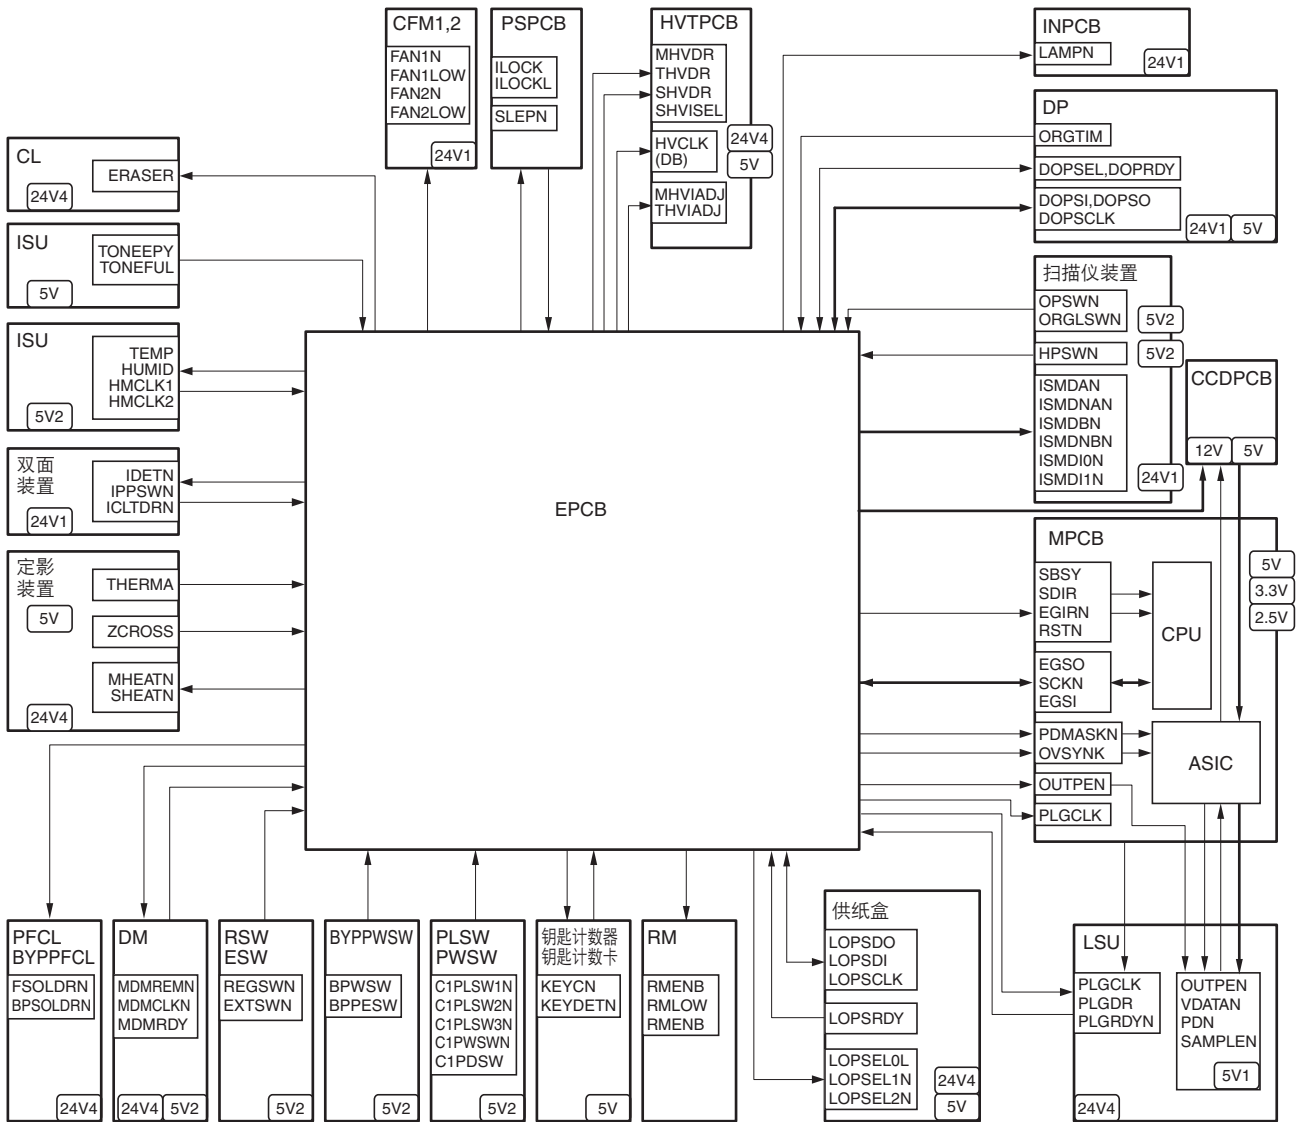 CFM1,2
FAN1N
FAN1LOW
FAN2N
FAN2LOW
24V1
PSPCB
ILOCK
ILOCKL
SLEPN
HVTPCB
MHVDR
THVDR
SHVDR
SHVISEL
HVCLK
(DB)
24V4
5V
MHVIADJ
THVIADJ
INPCB
LAMPN
24V1
DP
ORGTIM
DOPSEL,DOPRDY
DOPSI,DOPSO
DOPSCLK
24V1
5V
CL
ERASER
24V4
ISU
TONEEPY
TONEFUL
5V
ISU
TEMP
HUMID
HMCLK1
HMCLK2
5V2
双面
装置
IDETN
IPPSWN
ICLTDRN
24V1
定影
装置
THERMA
5V
ZCROSS
MHEATN
SHEATN
24V4
EPCB
扫描仪装置
OPSWN
ORGLSWN
5V2
HPSWN
5V2
ISMDAN
ISMDNAN
ISMDBN
ISMDNBN
ISMDI0N
ISMDI1N
24V1
CCDPCB
12V
5V
MPCB
SBSY
SDIR
EGIRN
RSTN
CPU
5V
3.3V
2.5V
EGSO
SCKN
EGSI
PDMASKN
OVSYNK
ASIC
OUTPEN
PLGCLK
PFCL
BYPPFCL
FSOLDRN
BPSOLDRN
24V4
DM
MDMREMN
MDMCLKN
MDMRDY
24V4
5V2
RSW
ESW
REGSWN
EXTSWN
5V2
BYPPWSW
BPWSW
BPPESW
5V2
PLSW
PWSW
C1PLSW1N
C1PLSW2N
C1PLSW3N
C1PWSWN
C1PDSW
5V2
钥匙计数器
钥匙计数卡
KEYCN
KEYDETN
5V
RM
RMENB
RMLOW
RMENB
供纸盒
LOPSDO
LOPSDI
LOPSCLK
LOPSRDY
LOPSEL0L
LOPSEL1N
LOPSEL2N
24V4
5V
LSU
PLGCLK
PLGDR
PLGRDYN
OUTPEN
VDATAN
PDN
SAMPLEN
5V1
24V4